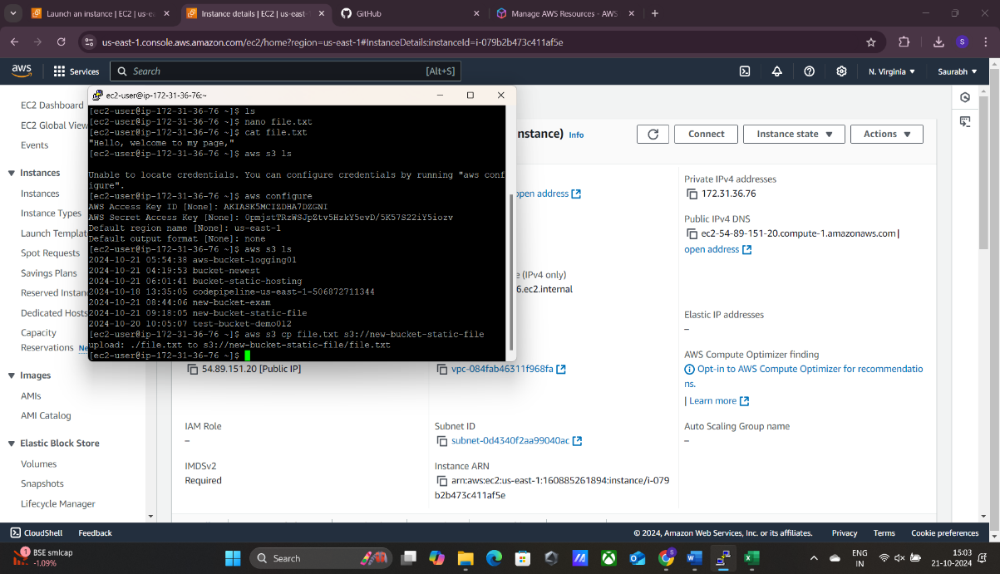 Launch an instance | EC2 | us-ea
Instance details | EC2 | us-east-
GitHub
Manage AWS Resources - AWS
us-east-1.console.aws.amazon.com/ec2/home?region=us-east-1#InstanceDetails:instanceId=i-079b2b473c411af5e
S
aws
Services
Search
[Alt+S]
N. Virginia
Saurabh
EC2 Dashboard
EC2 Global View
Events
Instances
Instances
Instance Types
Launch Templat
Spot Requests
Savings Plans
Reserved Instan
Dedicated Hosts
Capacity
Reservations Ne
Images
AMIs
AMI Catalog
Elastic Block Store
Volumes
Snapshots
Lifecycle Manager
ec2-user@ip-172-31-36-76:~
[ec2-user@ip-172-31-36-76 ~]$ ls
[ec2-user@ip-172-31-36-76 ~]$ nano file.txt
[ec2-user@ip-172-31-36-76 ~]$ cat file.txt
"Hello, welcome to my page,"
[ec2-user@ip-172-31-36-76 ~]$ aws s3 ls
Unable to locate credentials. You can configure credentials by running "aws conf
igure".
[ec2-user@ip-172-31-36-76 ~]$ aws configure
AWS Access Key ID [None]: AKIASK5MCIZDHA7DZGNI
AWS Secret Access Key [None]: 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
Default region name [None]: us-east-1
Default output format [None]: none
[ec2-user@ip-172-31-36-76 ~]$ aws s3 ls
2024-10-21 05:54:38 aws-bucket-logging01
2024-10-21 04:19:53 bucket-newest
2024-10-21 06:01:41 bucket-static-hosting
2024-10-18 13:35:05 codepipeline-us-east-1-506872711344
2024-10-21 08:44:06 new-bucket-exam
2024-10-21 09:18:05 new-bucket-static-file
2024-10-20 10:05:07 test-bucket-demo012
[ec2-user@ip-172-31-36-76 ~]$ aws s3 cp file.txt s3://new-bucket-static-file
upload: ./file.txt to s3://new-bucket-static-file/file.txt
[ec2-user@ip-172-31-36-76 ~]$
nstance) Info
Connect
Instance state
Actions
open address
Private IPv4 addresses
172.31.36.76
Public IPv4 DNS
ec2-54-89-151-20.compute-1.amazonaws.com |
open address
e (IPv4 only)
6.ec2.internal
Elastic IP addresses
–
54.89.151.20 [Public IP]
vpc-084fab46311f968fa
AWS Compute Optimizer finding
Opt-in to AWS Compute Optimizer for recommendatio
ns.
| Learn more
IAM Role
–
Subnet ID
subnet-0d4340f2aa99040ac
Auto Scaling Group name
–
IMDSv2
Required
Instance ARN
arn:aws:ec2:us-east-1:160885261894:instance/i-079
b2b473c411af5e
CloudShell
Feedback
© 2024, Amazon Web Services, Inc. or its affiliates.
Privacy
Terms
Cookie preferences
1
BSE smlcap
-1.09%
Search
ENG
IN
15:03
21-10-2024